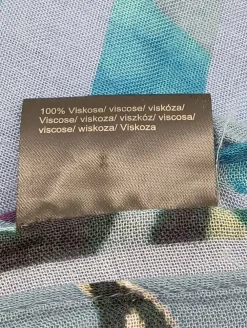 100% Viskose/ viscose/ viskóza/
Viscose/ viskoza/ viszkóz/ viscosa/
viscose/ wiskoza/ Viskoza